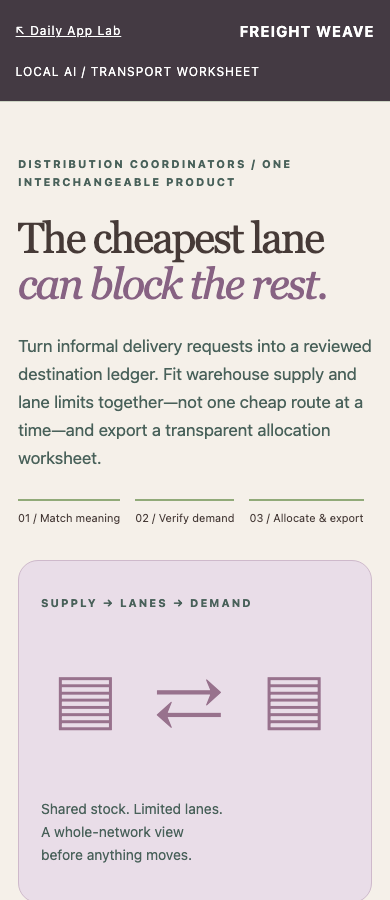 ↖ Daily App Lab
FREIGHT WEAVE
LOCAL AI / TRANSPORT WORKSHEET
DISTRIBUTION COORDINATORS / ONE
INTERCHANGEABLE PRODUCT
The cheapest lane
can block the rest.
Turn informal delivery requests into a reviewed
destination ledger. Fit warehouse supply and
lane limits together—not one cheap route at a
time—and export a transparent allocation
worksheet.
01 / Match meaning
02 / Verify demand
03 / Allocate & export
SUPPLY → LANES → DEMAND
Shared stock. Limited lanes.
A whole-network view
before anything moves.